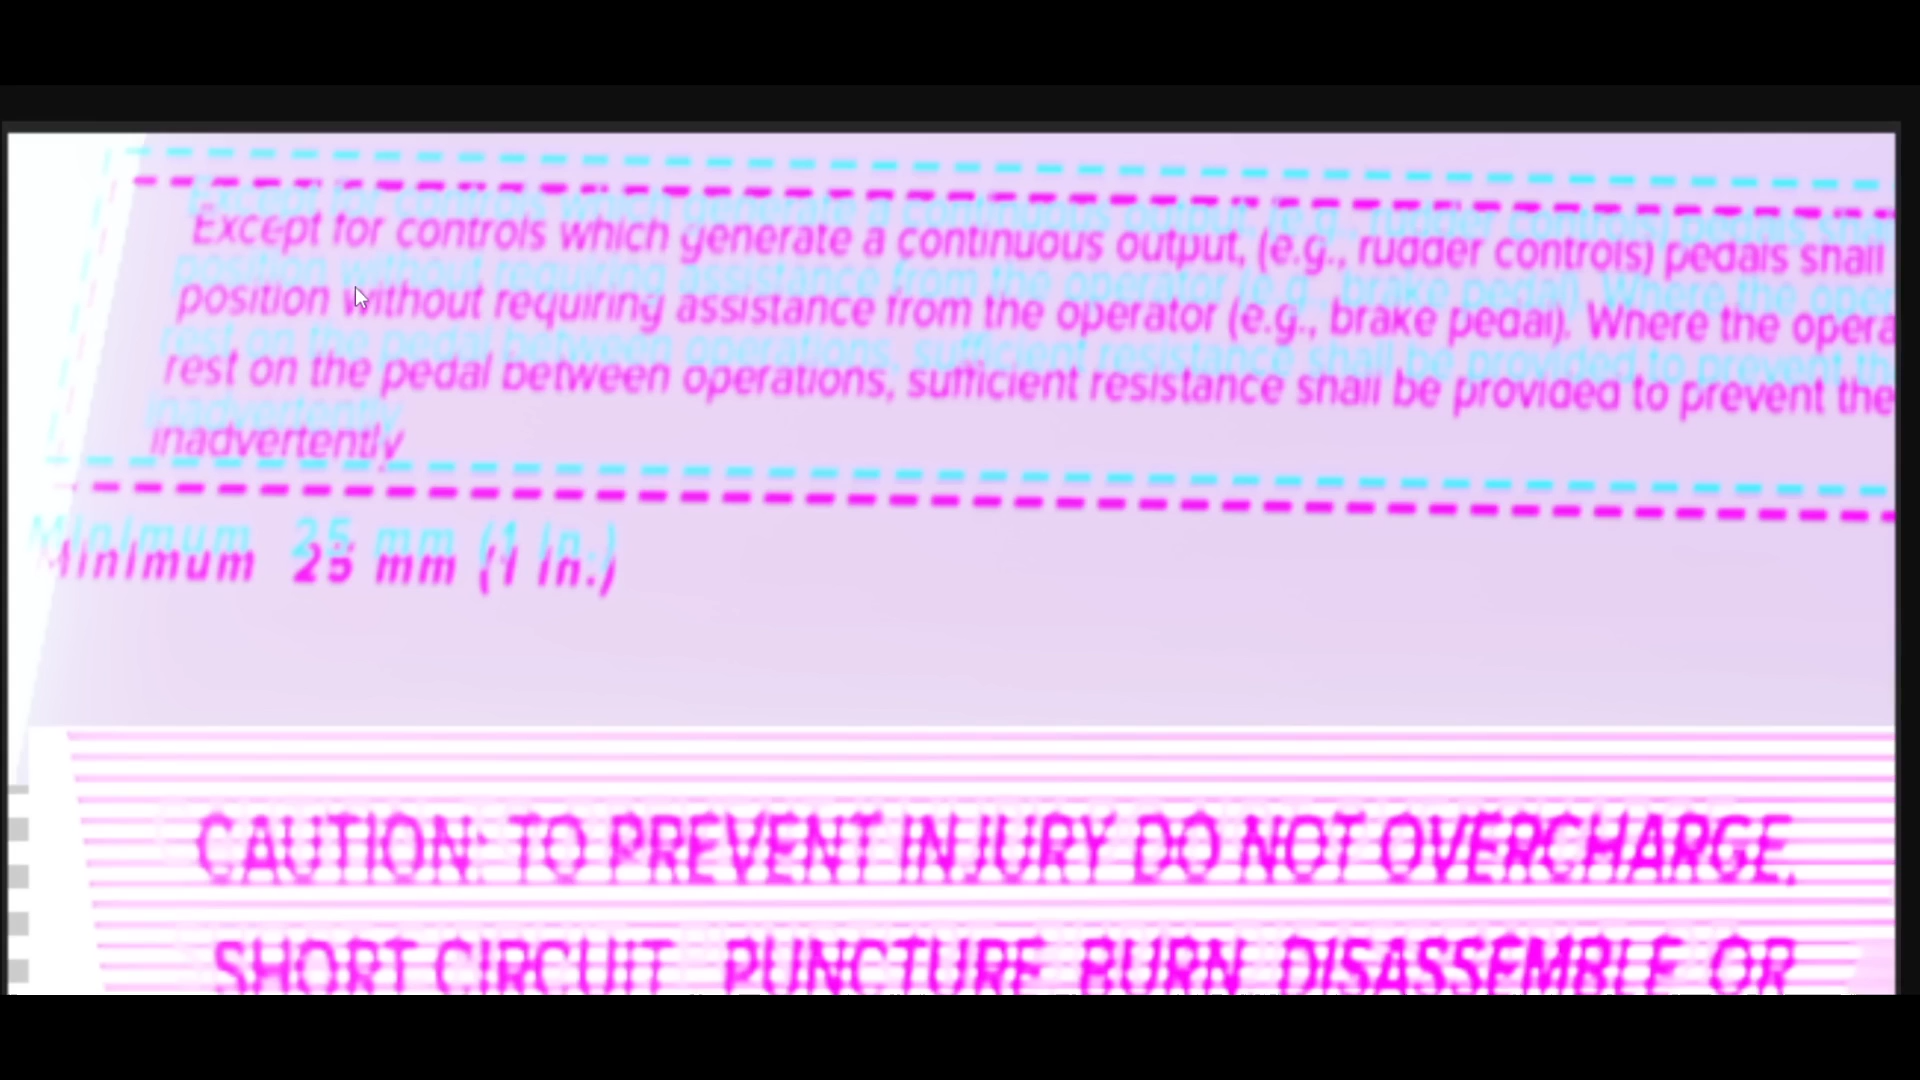 Except for controls which generate a continuous output, (e.g., rudder controls) pedals shall
position without requiring assistance from the operator (e.g., brake pedal). Where the opera
rest on the pedal between operations, sufficient resistance shall be provided to prevent the
inadvertently
Minimum 25 mm (1 in.)
CAUTION: TO PREVENT INJURY DO NOT OVERCHARGE,
SHORT CIRCUIT PUNCTURE BURN DISASSEMBLE OR